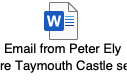 W
Email from Peter Ely
re Taymouth Castle se